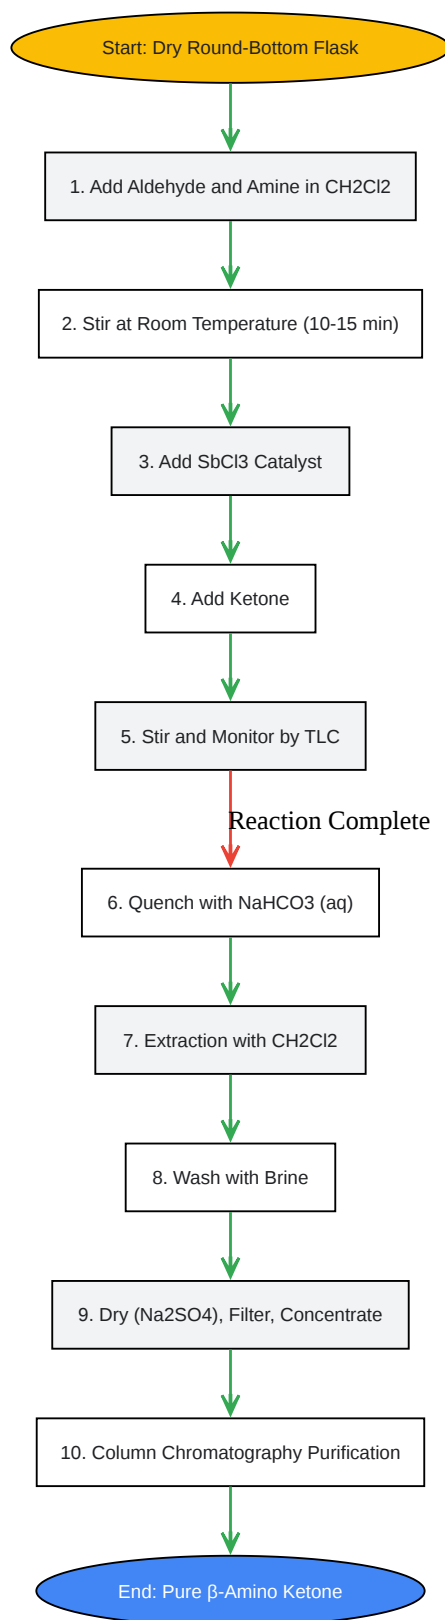 Start: Dry Round-Bottom Flask
1. Add Aldehyde and Amine in CH2Cl2
2. Stir at Room Temperature (10-15 min)
3. Add SbCl3 Catalyst
4. Add Ketone
5. Stir and Monitor by TLC
Reaction Complete
6. Quench with NaHCO3 (aq)
7. Extraction with CH2Cl2
8. Wash with Brine
9. Dry (Na2SO4), Filter, Concentrate
10. Column Chromatography Purification
End: Pure β-Amino Ketone